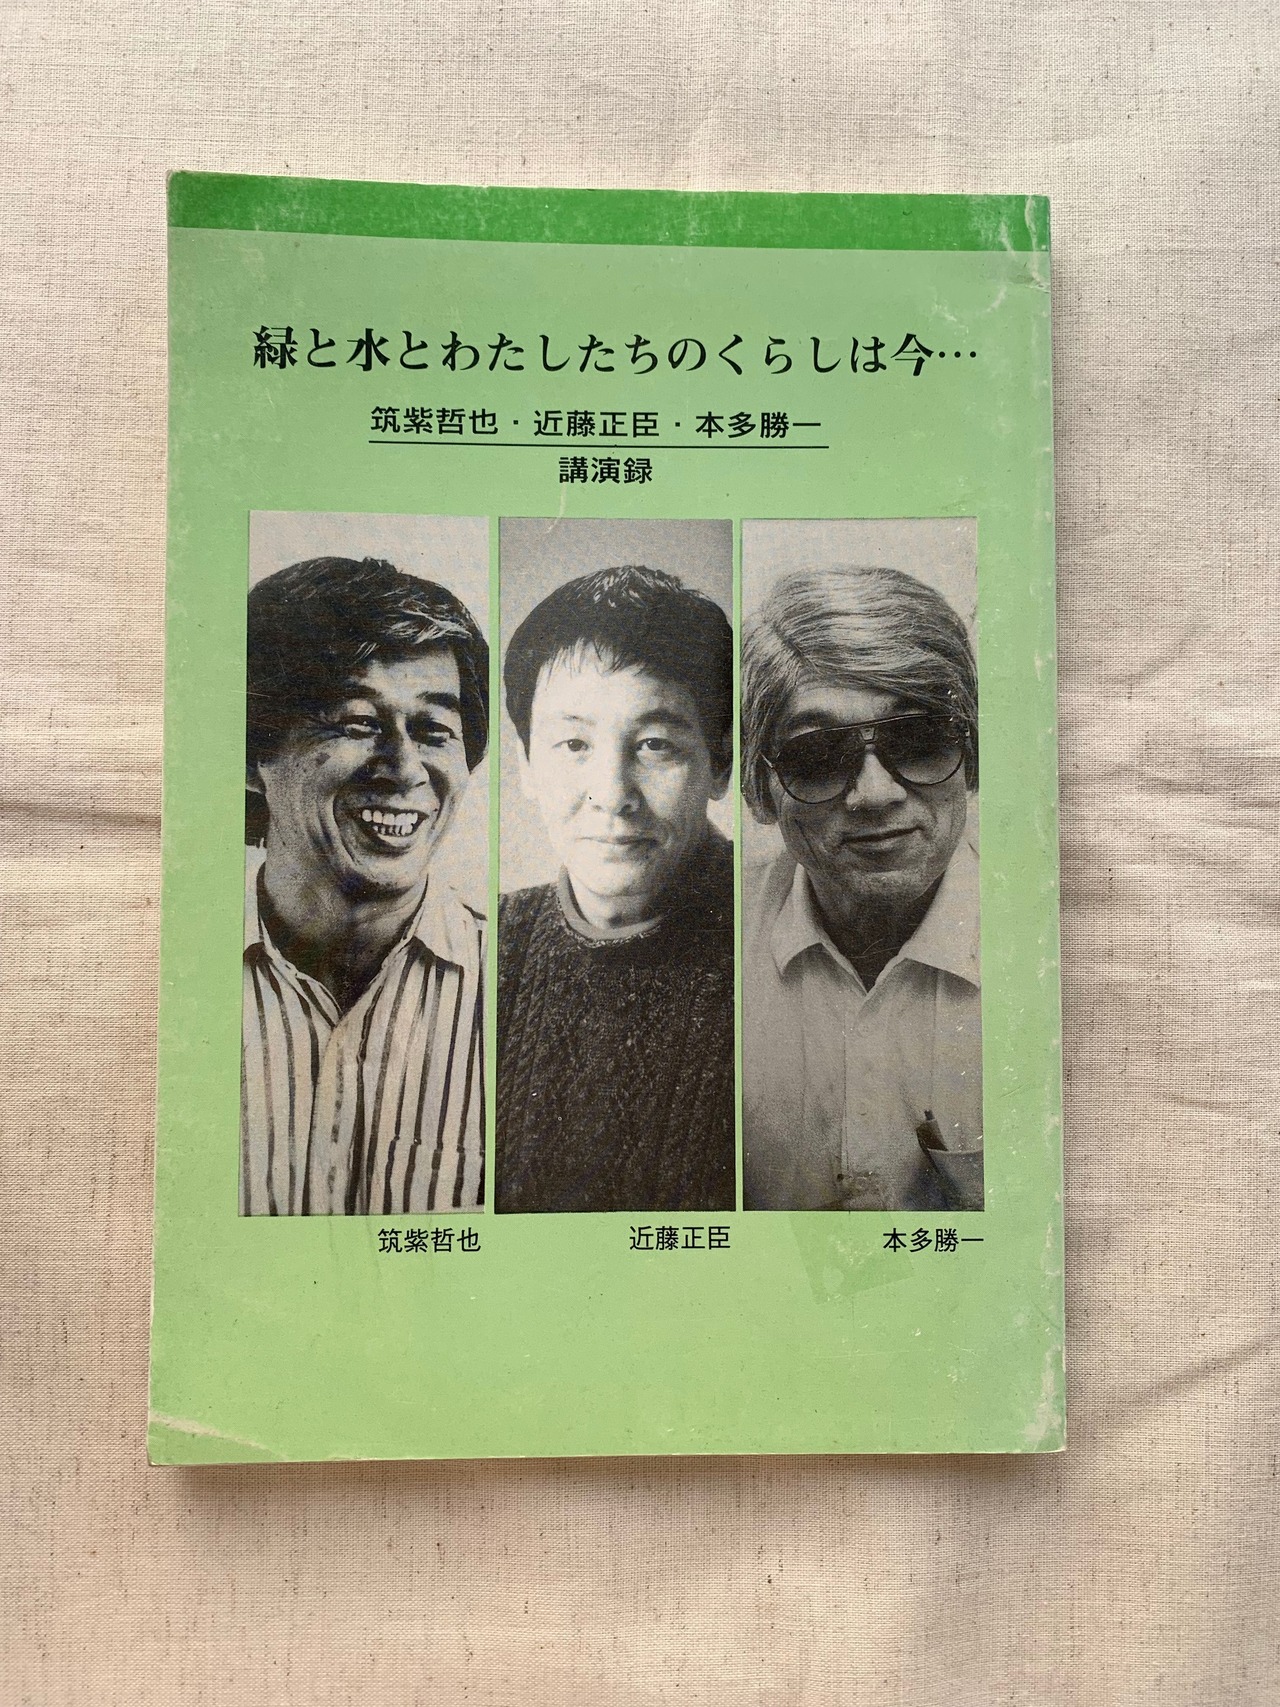 緑と水とわたしたちのくらしは今…
筑紫哲也・近藤正臣・本多勝一
講演録
筑紫哲也
近藤正臣
本多勝一